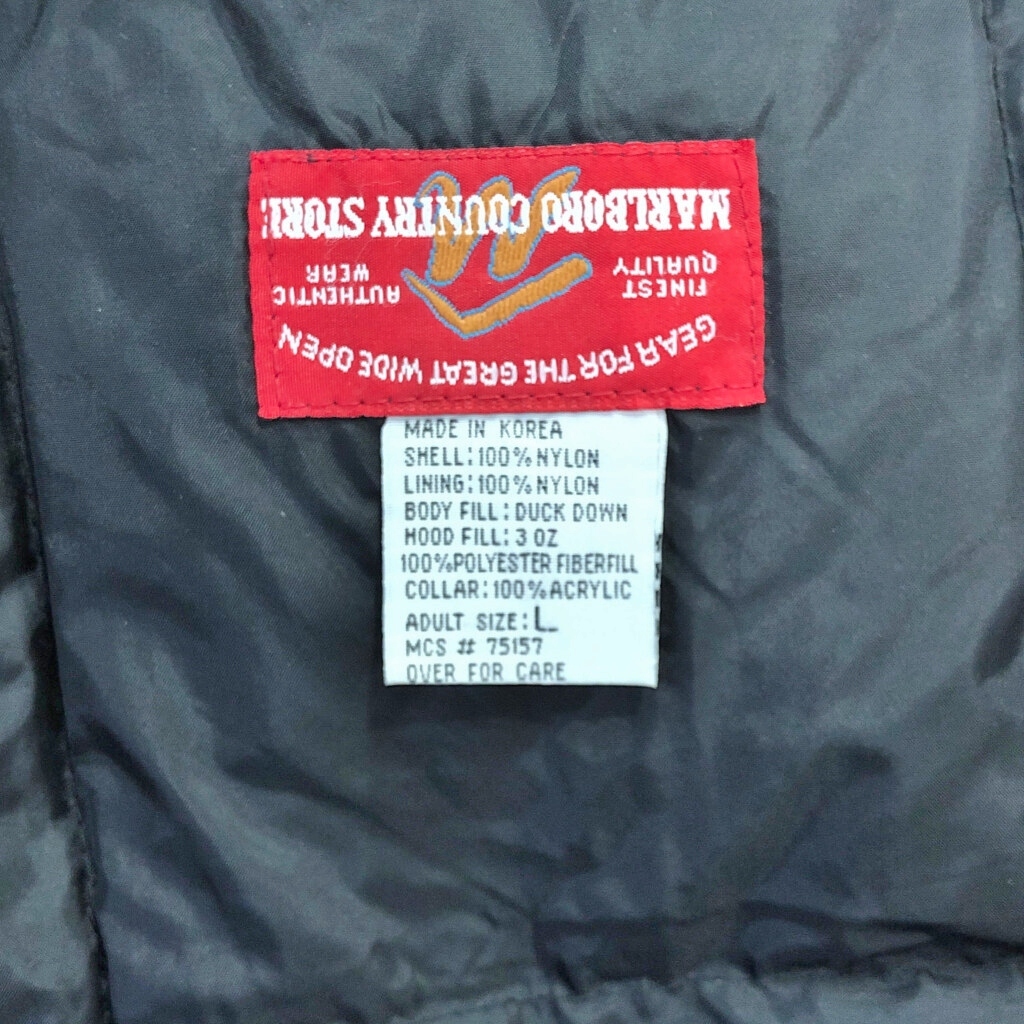 GEAR FOR THE GREAT WIDE OPEN
FINEST QUALITY
AUTHENTIC WEAR
MARLBORO COUNTRY STORE
MADE IN KOREA
SHELL: 100% NYLON
LINING: 100% NYLON
BODY FILL: DUCK DOWN
HOOD FILL: 3 OZ
100% POLYESTER FIBERFILL
COLLAR: 100% ACRYLIC
ADULT SIZE: L
MCS # 75157
OVER FOR CARE